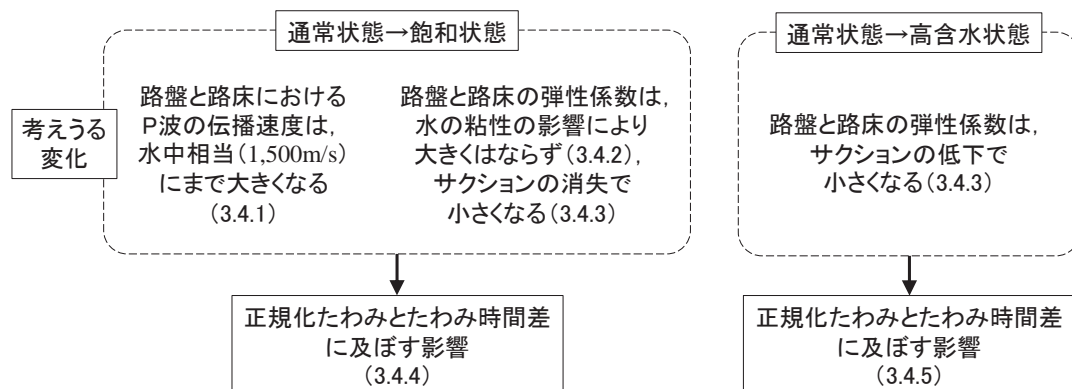 通常状態→飽和状態
通常状態→高含水状態
考えうる
変化
路盤と路床における
P波の伝播速度は,
水中相当(1,500m/s)
にまで大きくなる
(3.4.1)
路盤と路床の弾性係数は,
水の粘性の影響により
大きくはならず(3.4.2),
サクションの消失で
小さくなる(3.4.3)
路盤と路床の弾性係数は,
サクションの低下で
小さくなる(3.4.3)
正規化たわみとたわみ時間差
に及ぼす影響
(3.4.4)
正規化たわみとたわみ時間差
に及ぼす影響
(3.4.5)